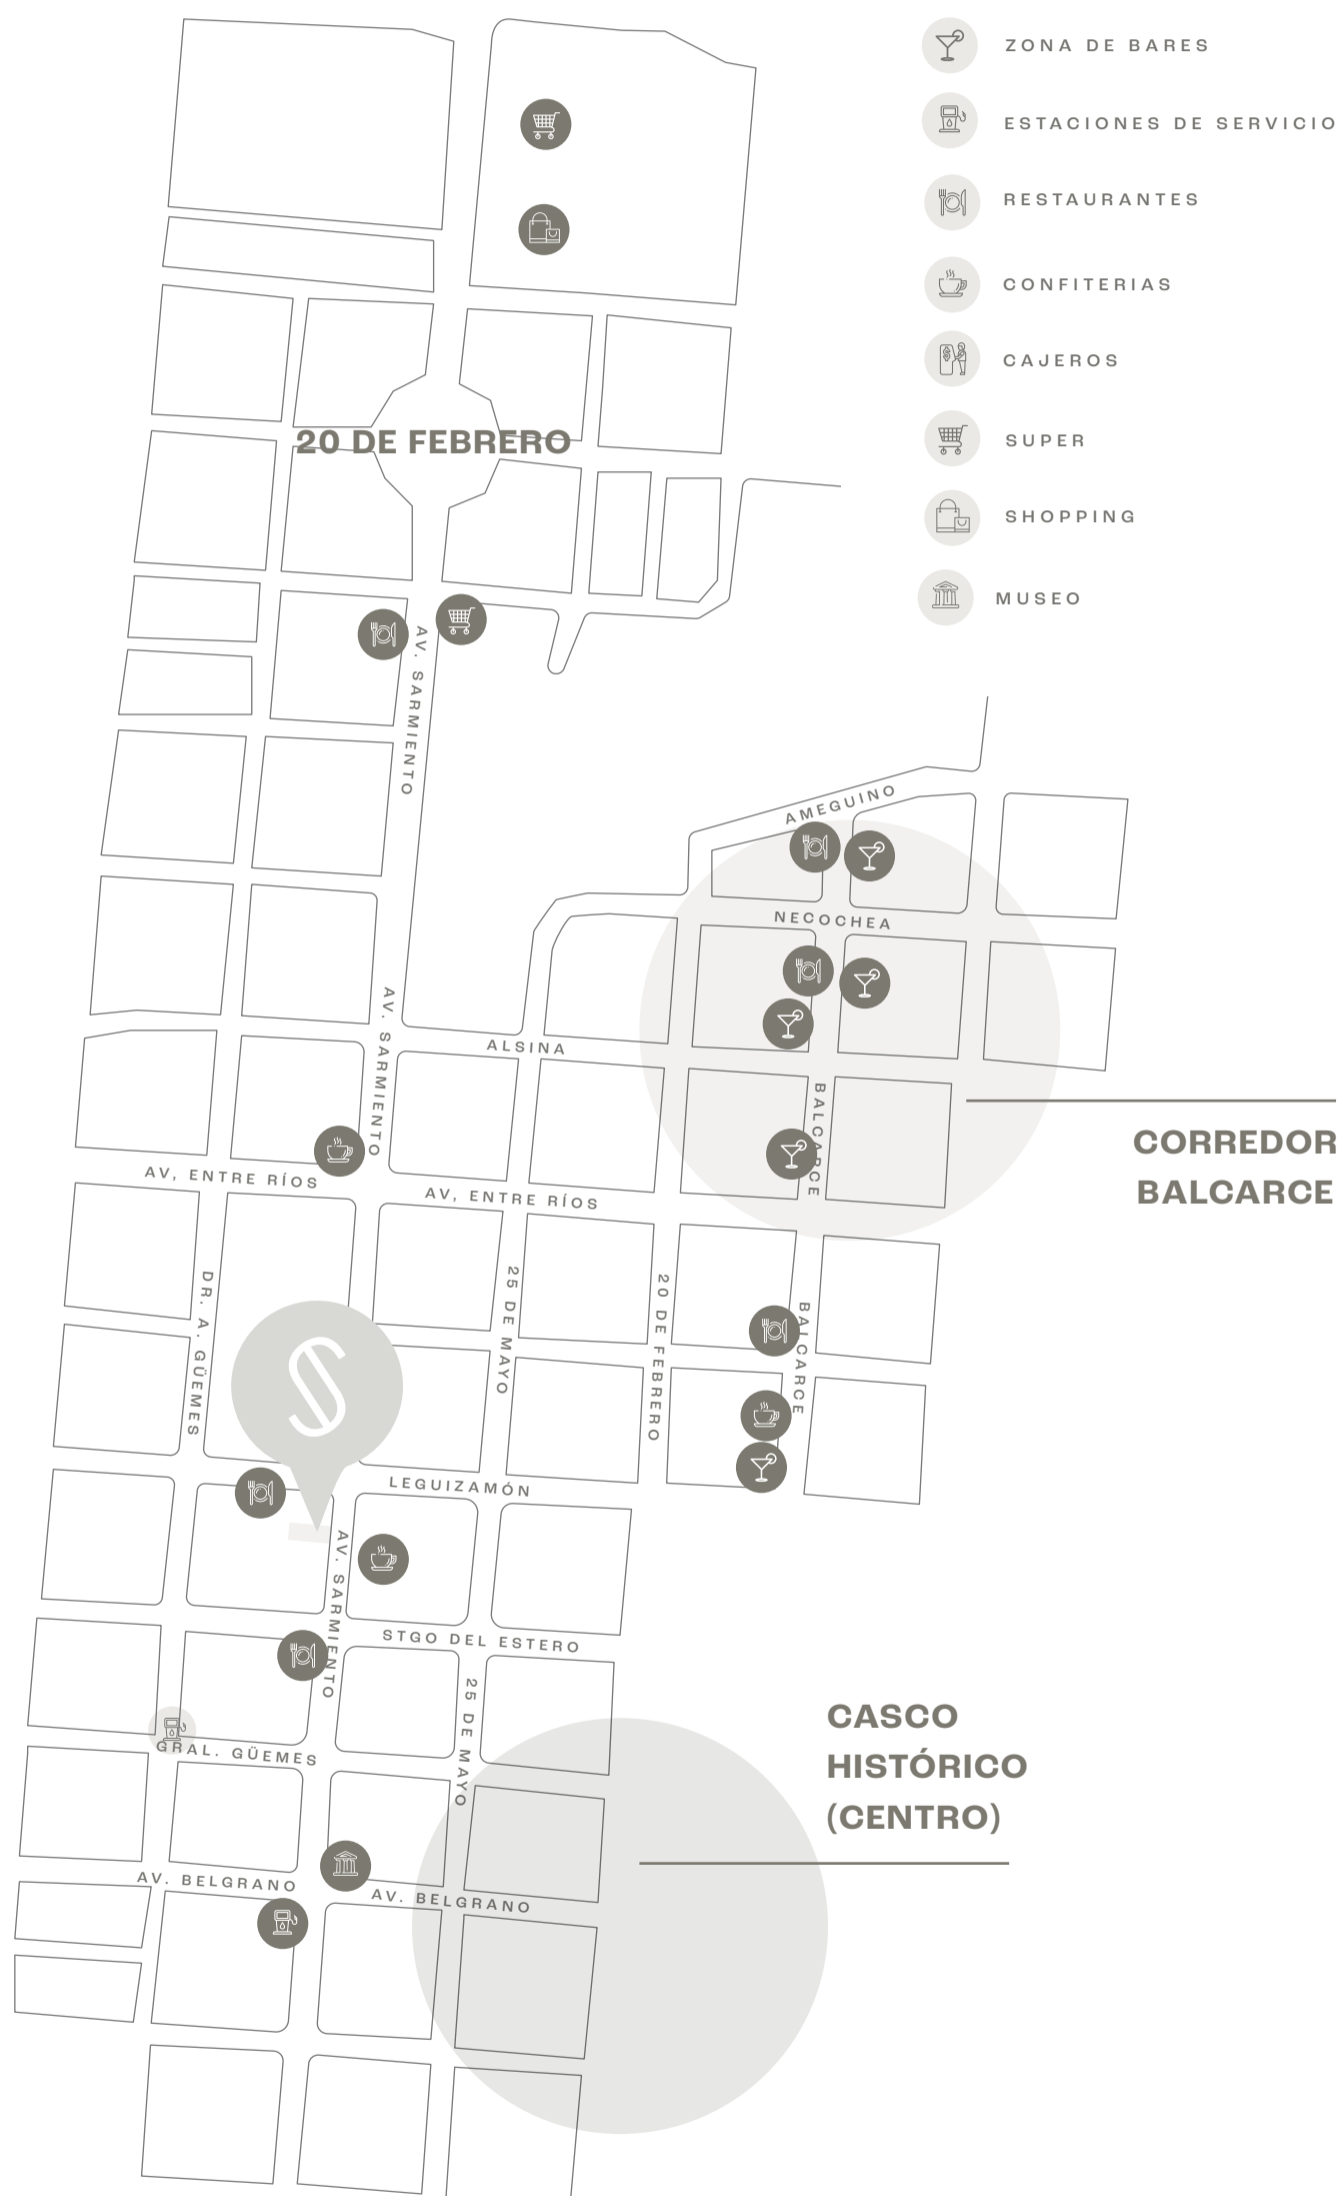 ZONA DE BARES
ESTACIONES DE SERVICIO
RESTAURANTES
CONFITERIAS
CAJEROS
SUPER
SHOPPING
MUSEO
20 DE FEBRERO
AV. SARMIENTO
AMEGUINO
NECOCHEA
AV. SARMIENTO
ALSINA
BALCARCE
CORREDOR
BALCARCE
AV, ENTRE RÍOS
AV, ENTRE RÍOS
DR. A. GÜEMES
25 DE MAYO
20 DE FEBRERO
BALCARCE
S
LEGUIZAMÓN
AV. SARMIENTO
STGO DEL ESTERO
25 DE MAYO
GRAL. GÜEMES
CASCO
HISTÓRICO
(CENTRO)
AV. BELGRANO
AV. BELGRANO